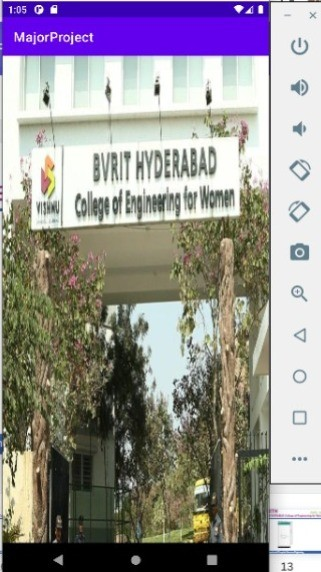 1:05
MajorProject
BVRIT HYDERABAD
College of Engineering for Women
VISHNU
13